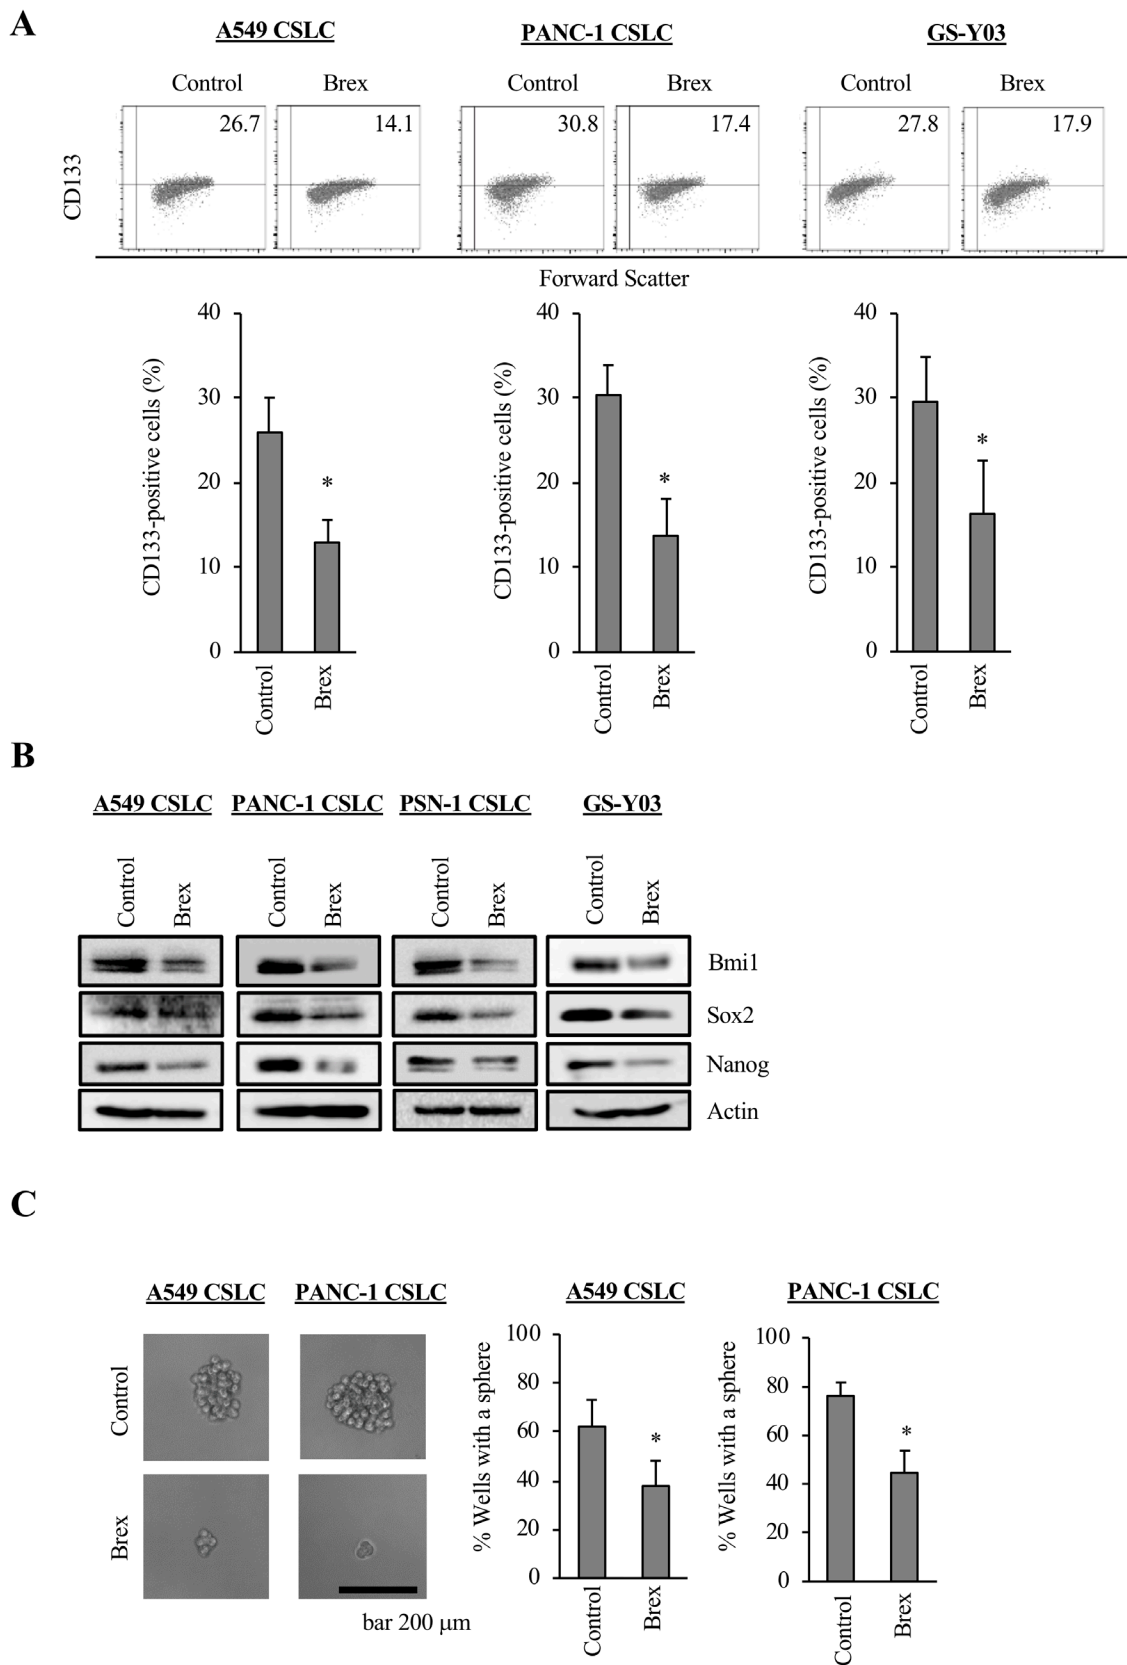 A
A549 CSLC PANC-1 CSLC GS-Y03
Control Brex Control Brex Control Brex
26.7 14.1 30.8 17.4 27.8 17.9
CD133
Forward Scatter
CD133-positive cells (%)
40
30
20
10
0
Control Brex
CD133-positive cells (%)
40
30
20
10
0
Control Brex
CD133-positive cells (%)
40
30
20
10
0
Control Brex
*
*
*
B
A549 CSLC PANC-1 CSLC PSN-1 CSLC GS-Y03
Control Brex Control Brex Control Brex Control Brex
Bmi1
Sox2
Nanog
Actin
C
A549 CSLC PANC-1 CSLC
Control
Brex
bar 200 μm
A549 CSLC
% Wells with a sphere
100
80
60
40
20
0
*
Control Brex
PANC-1 CSLC
% Wells with a sphere
100
80
60
40
20
0
*
Control Brex